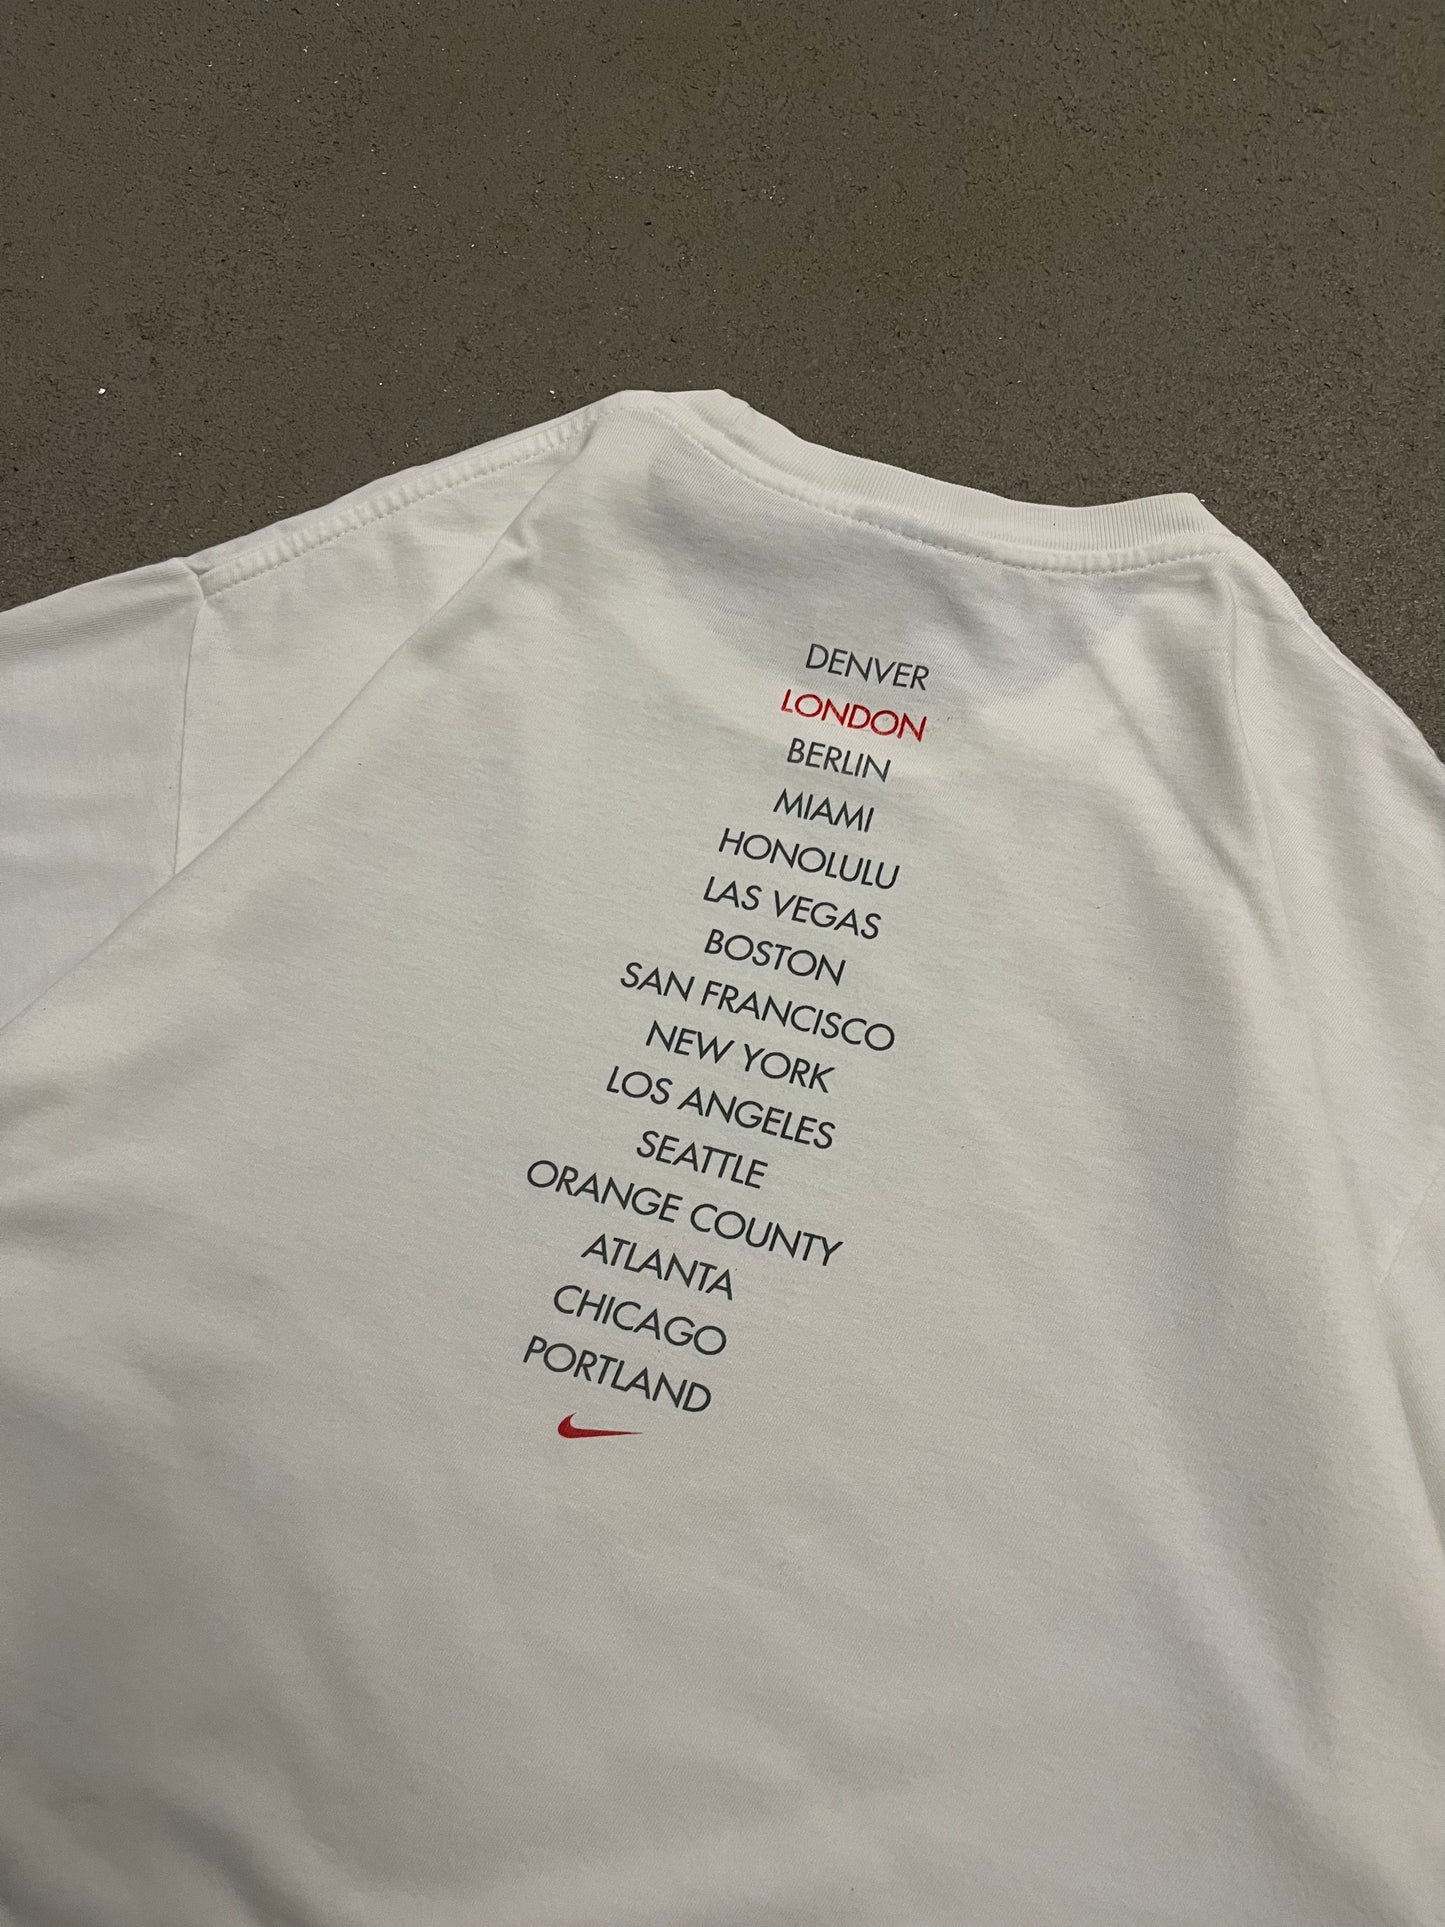 DENVER
LONDON
BERLIN
MIAMI
HONOLULU
LAS VEGAS
BOSTON
SAN FRANCISCO
NEW YORK
LOS ANGELES
SEATTLE
ORANGE COUNTY
ATLANTA
CHICAGO
PORTLAND